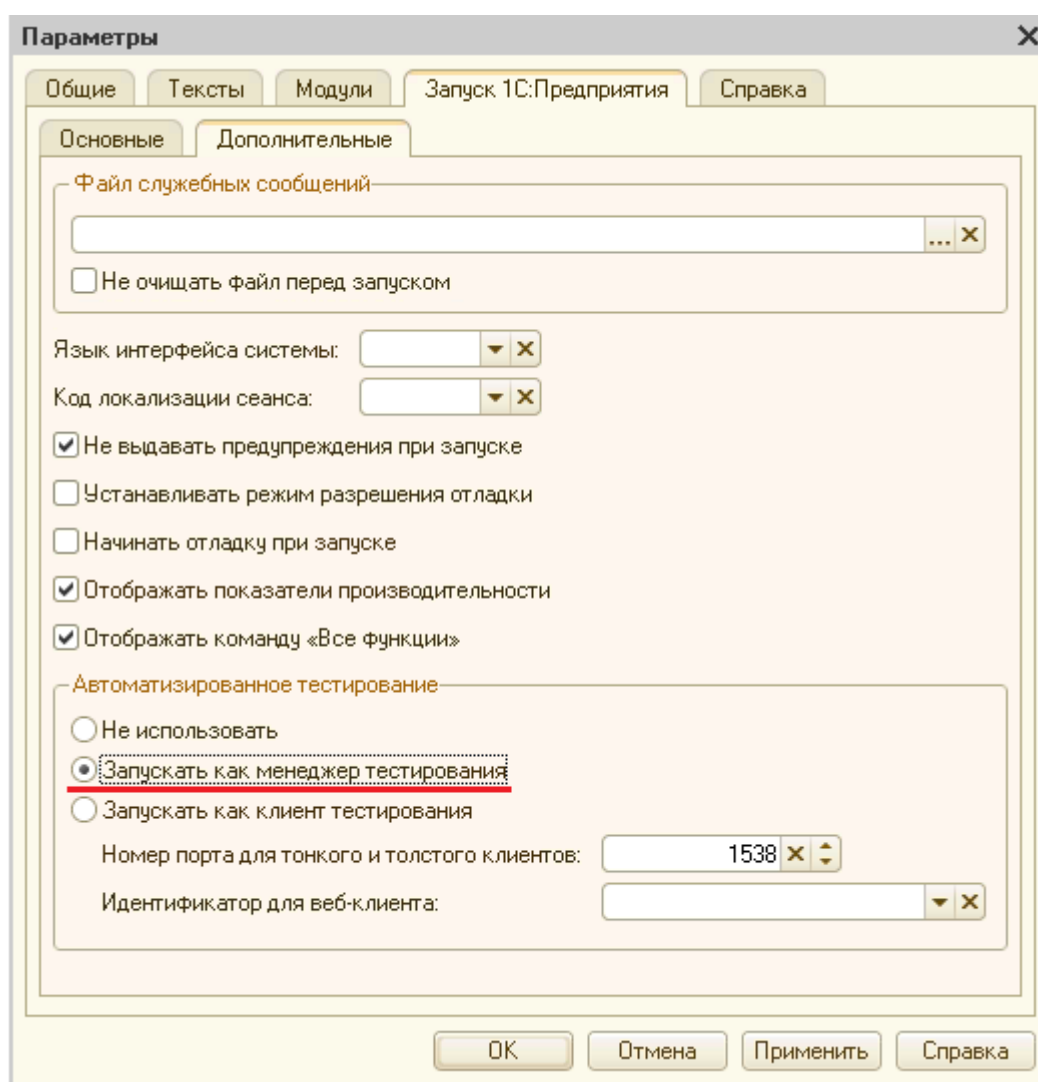 Параметры
Общие Тексты Модули Запуск 1С:Предприятия Справка
Основные Дополнительные
Файл служебных сообщений
...
Не очищать файл перед запуском
Язык интерфейса системы:
Код локализации сеанса:
Не выдавать предупреждения при запуске
Устанавливать режим разрешения отладки
Начинать отладку при запуске
Отображать показатели производительности
Отображать команду «Все функции»
Автоматизированное тестирование
Не использовать
Запускать как менеджер тестирования
Запускать как клиент тестирования
Номер порта для тонкого и толстого клиентов: 1538
Идентификатор для веб-клиента:
ОК Отмена Применить Справка